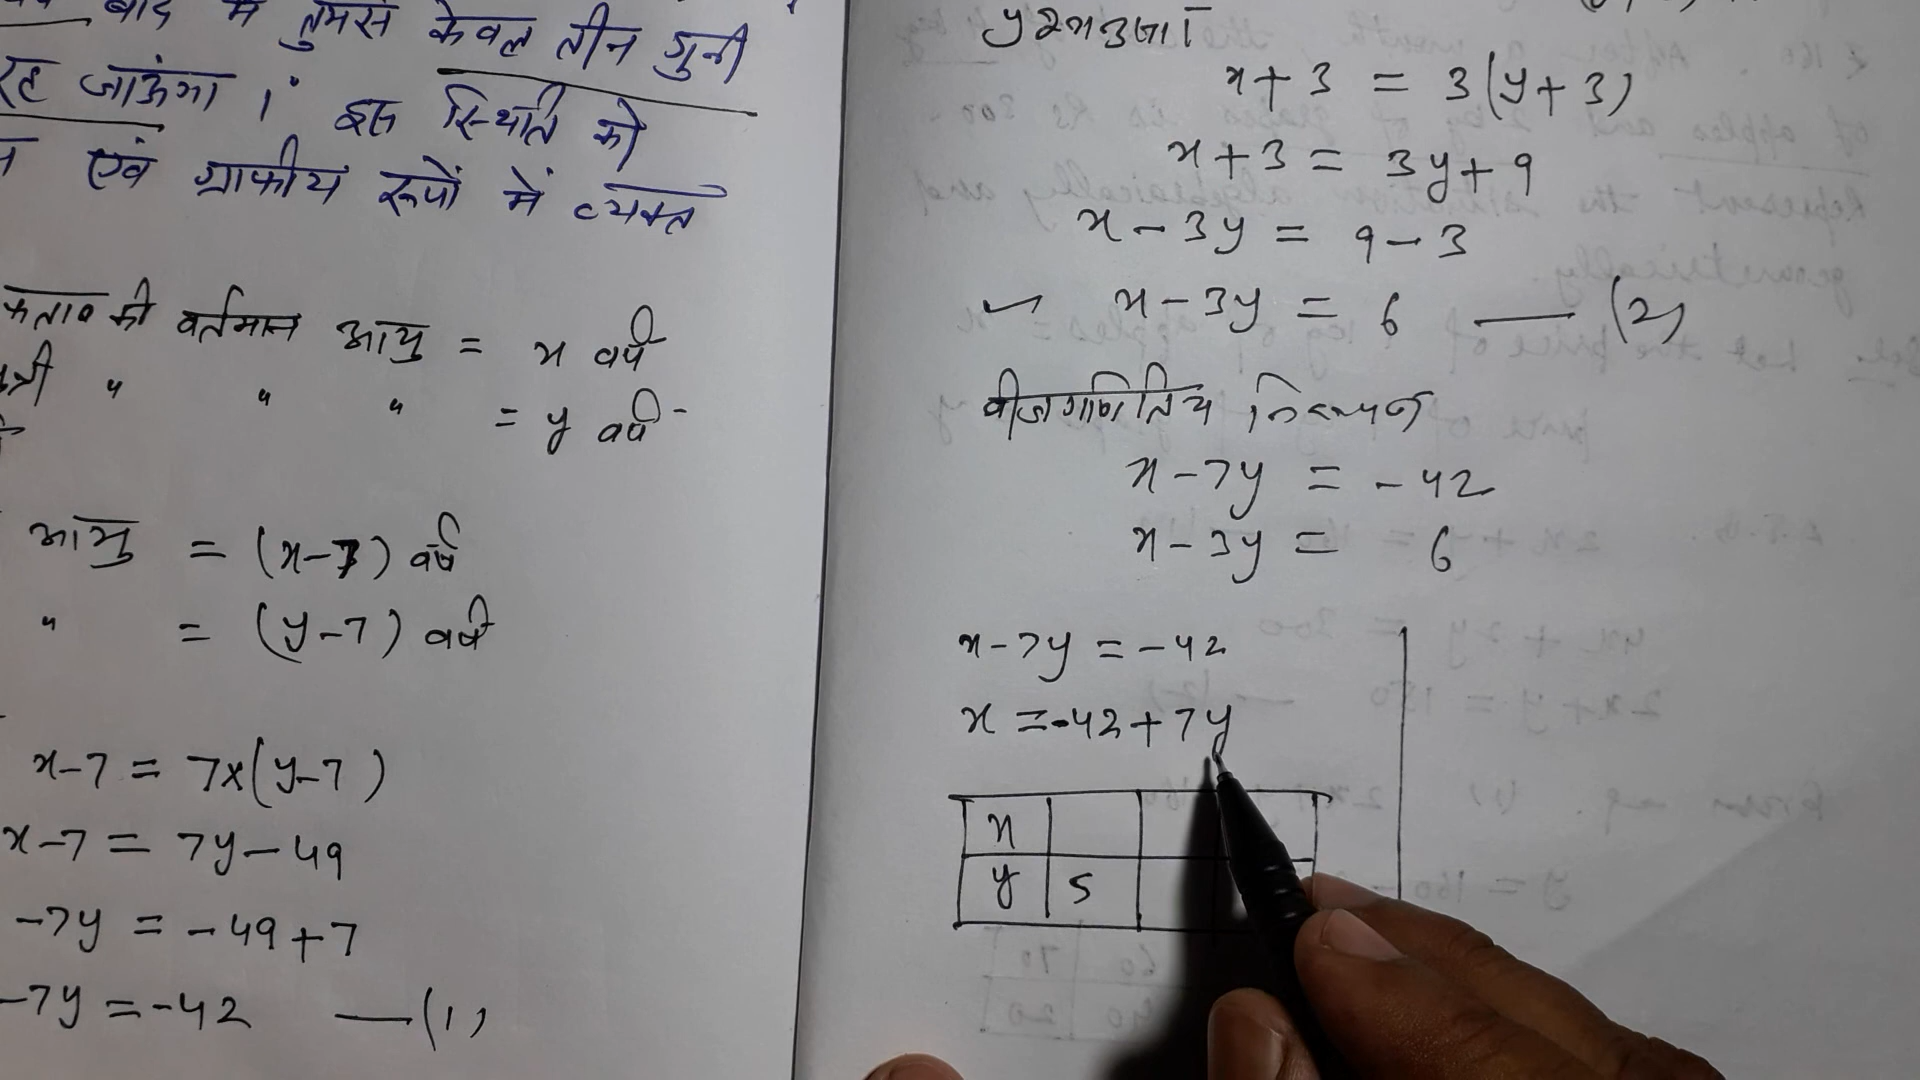 बाद में तुमसे केवल तीन गुनी
रह जाऊंगा । इस स्थिति को
एवं ग्राफीय रूपों में व्यक्त
की वर्तमान आयु = x वर्ष
" " " = y वर्ष
आयु = (x-7) वर्ष
" = (y-7) वर्ष
x-7 = 7x(y-7)
x-7 = 7y-49
-7y = -49+7
-7y = -42 —(1)
x+3 = 3(y+3)
x+3 = 3y+9
x-3y = 9-3
✓ x-3y = 6 — (2)
बीजगणितिय निरूपण
x-7y = -42
x-3y = 6
x-7y = -42
x = -42+7y
x
y 5